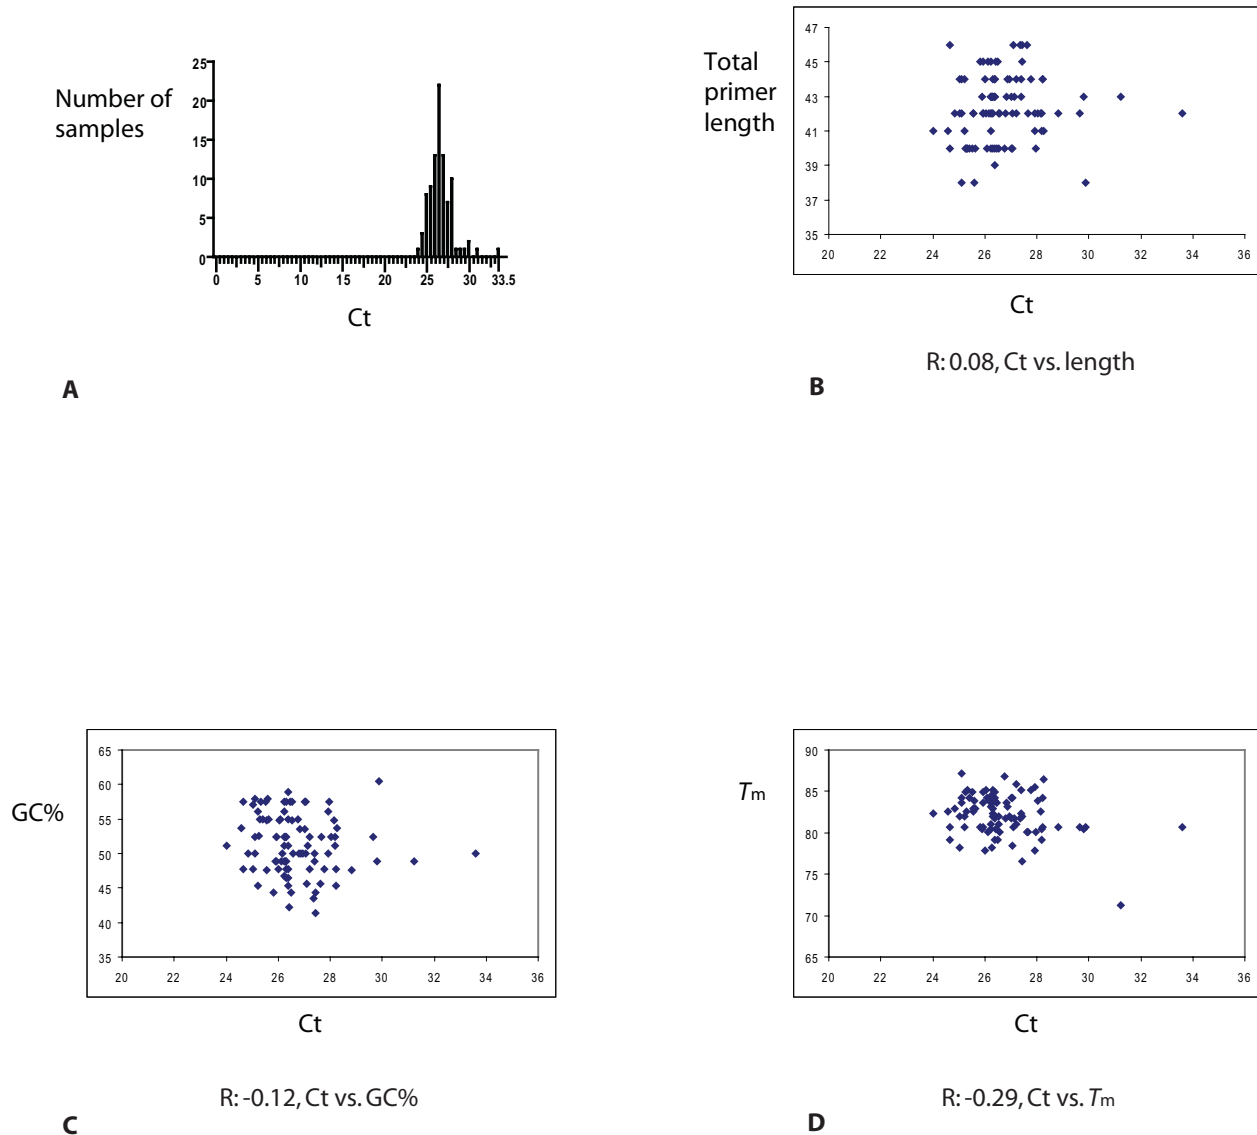 Number of
samples
25
20
15
10
5
0
0 5 10 15 20 25 30 33.5
Ct
A
Total
primer
length
47
45
43
41
39
37
35
20 22 24 26 28 30 32 34 36
Ct
R: 0.08, Ct vs. length
B
GC%
65
60
55
50
45
40
35
20 22 24 26 28 30 32 34 36
Ct
R: -0.12, Ct vs. GC%
C
Tm
90
85
80
75
70
65
20 22 24 26 28 30 32 34 36
Ct
R: -0.29, Ct vs. Tm
D